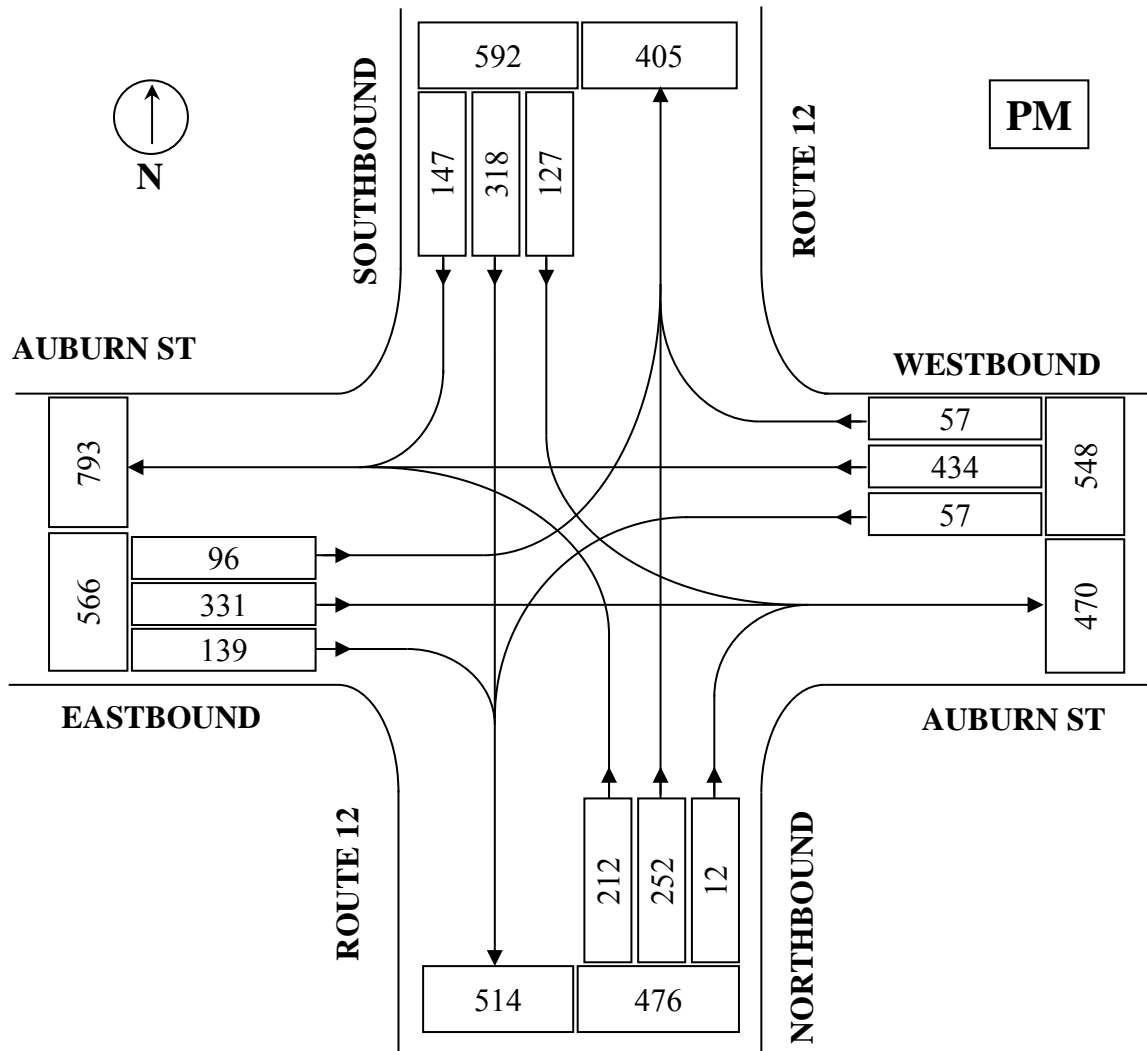 592
405
SOUTHBOUND
147
318
127
ROUTE 12
PM
N
AUBURN ST
WESTBOUND
793
57
434
57
548
566
96
331
139
470
EASTBOUND
AUBURN ST
ROUTE 12
212
252
12
NORTHBOUND
514
476